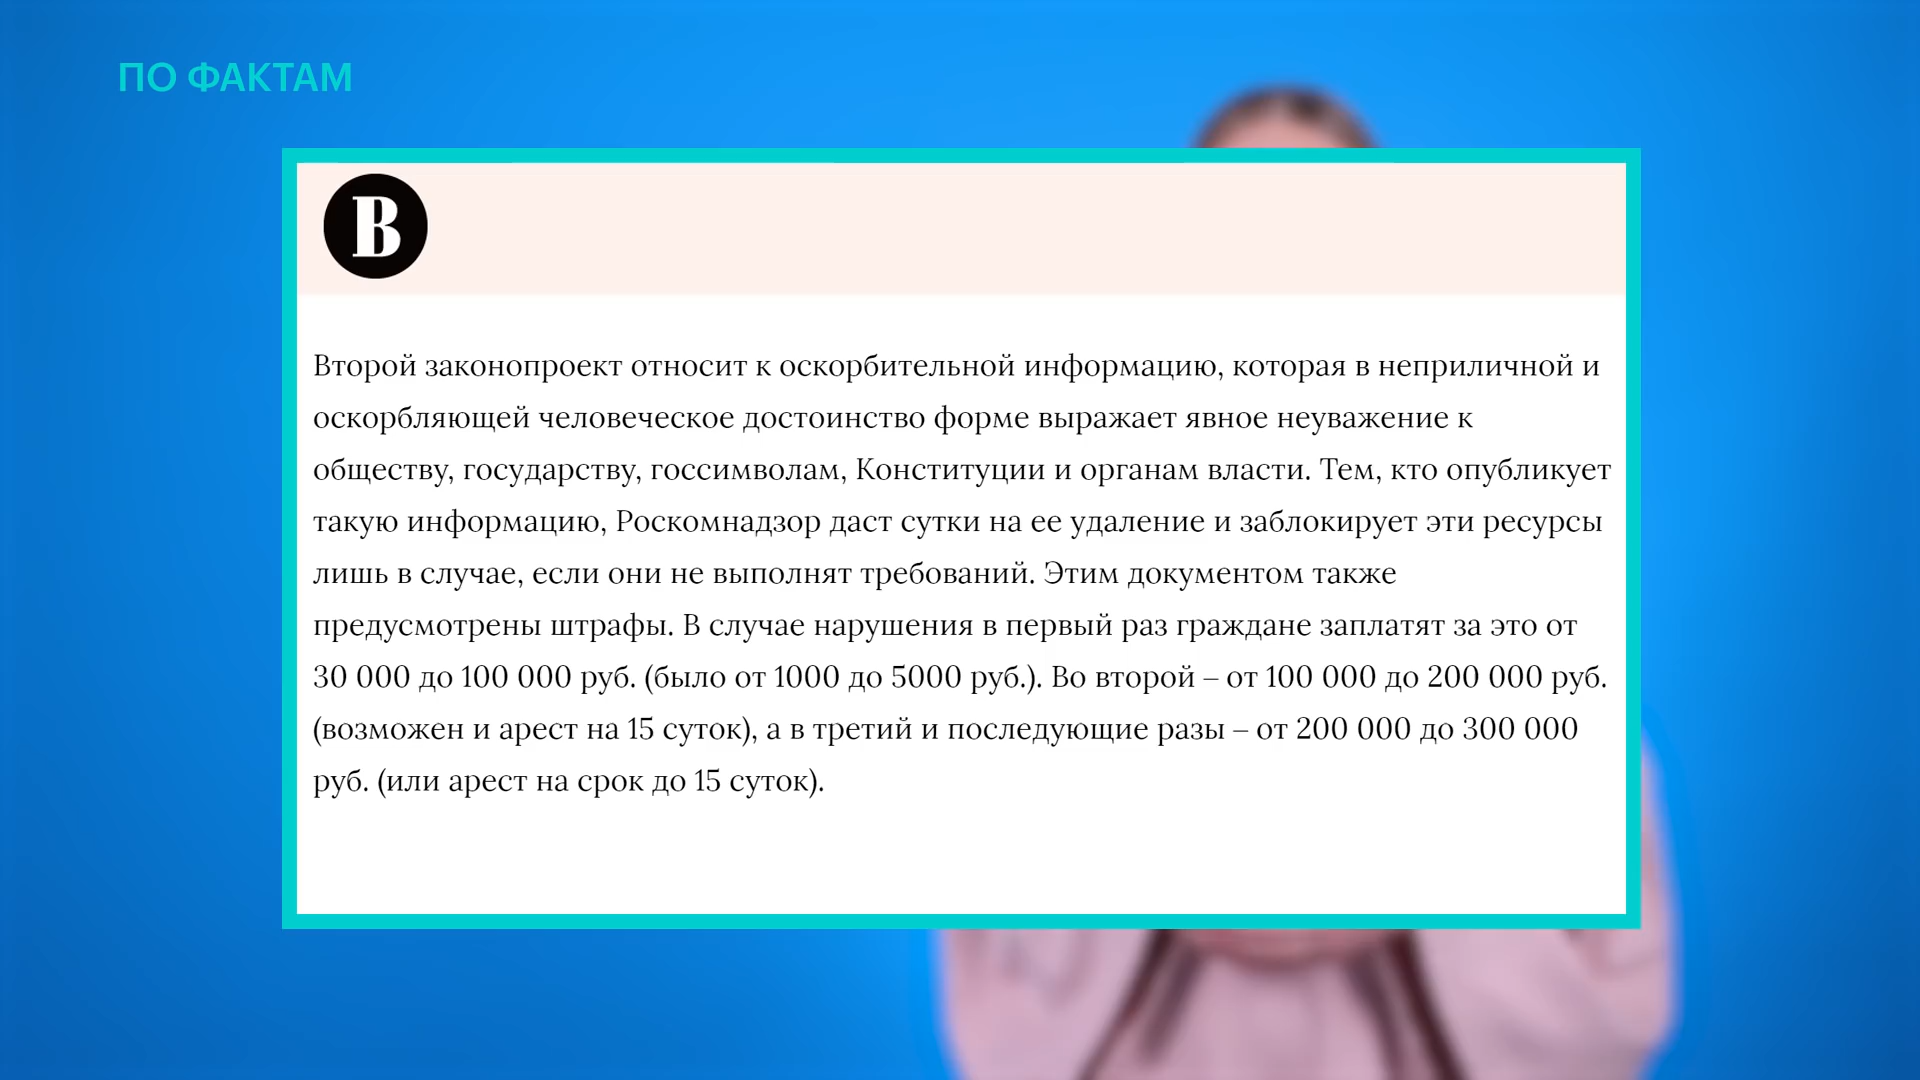 ПО ФАКТАМ
В
Второй законопроект относит к оскорбительной информацию, которая в неприличной и
оскорбляющей человеческое достоинство форме выражает явное неуважение к
обществу, государству, госсимволам, Конституции и органам власти. Тем, кто опубликует
такую информацию, Роскомнадзор даст сутки на ее удаление и заблокирует эти ресурсы
лишь в случае, если они не выполнят требований. Этим документом также
предусмотрены штрафы. В случае нарушения в первый раз граждане заплатят за это от
30 000 до 100 000 руб. (было от 1000 до 5000 руб.). Во второй – от 100 000 до 200 000 руб.
(возможен и арест на 15 суток), а в третий и последующие разы – от 200 000 до 300 000
руб. (или арест на срок до 15 суток).